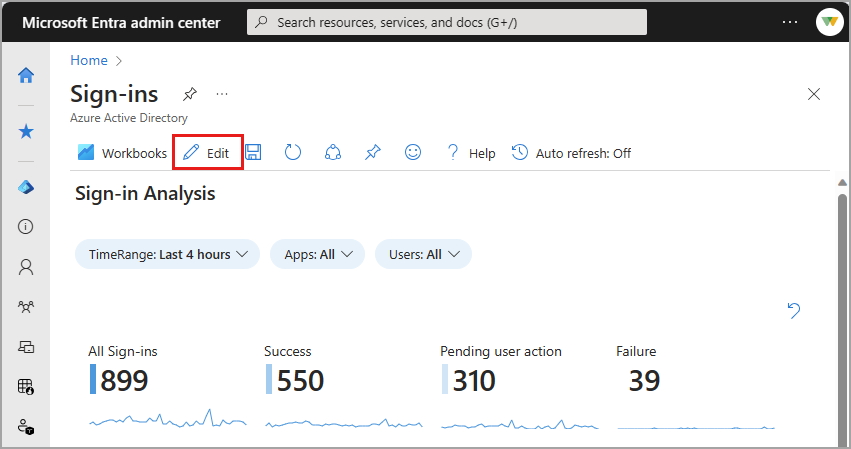 Microsoft Entra admin center
Search resources, services, and docs (G+/)
Home
Sign-ins
Azure Active Directory
Workbooks Edit Help Auto refresh: Off
Sign-in Analysis
TimeRange: Last 4 hours Apps: All Users: All
All Sign-ins Success Pending user action Failure
899 550 310 39